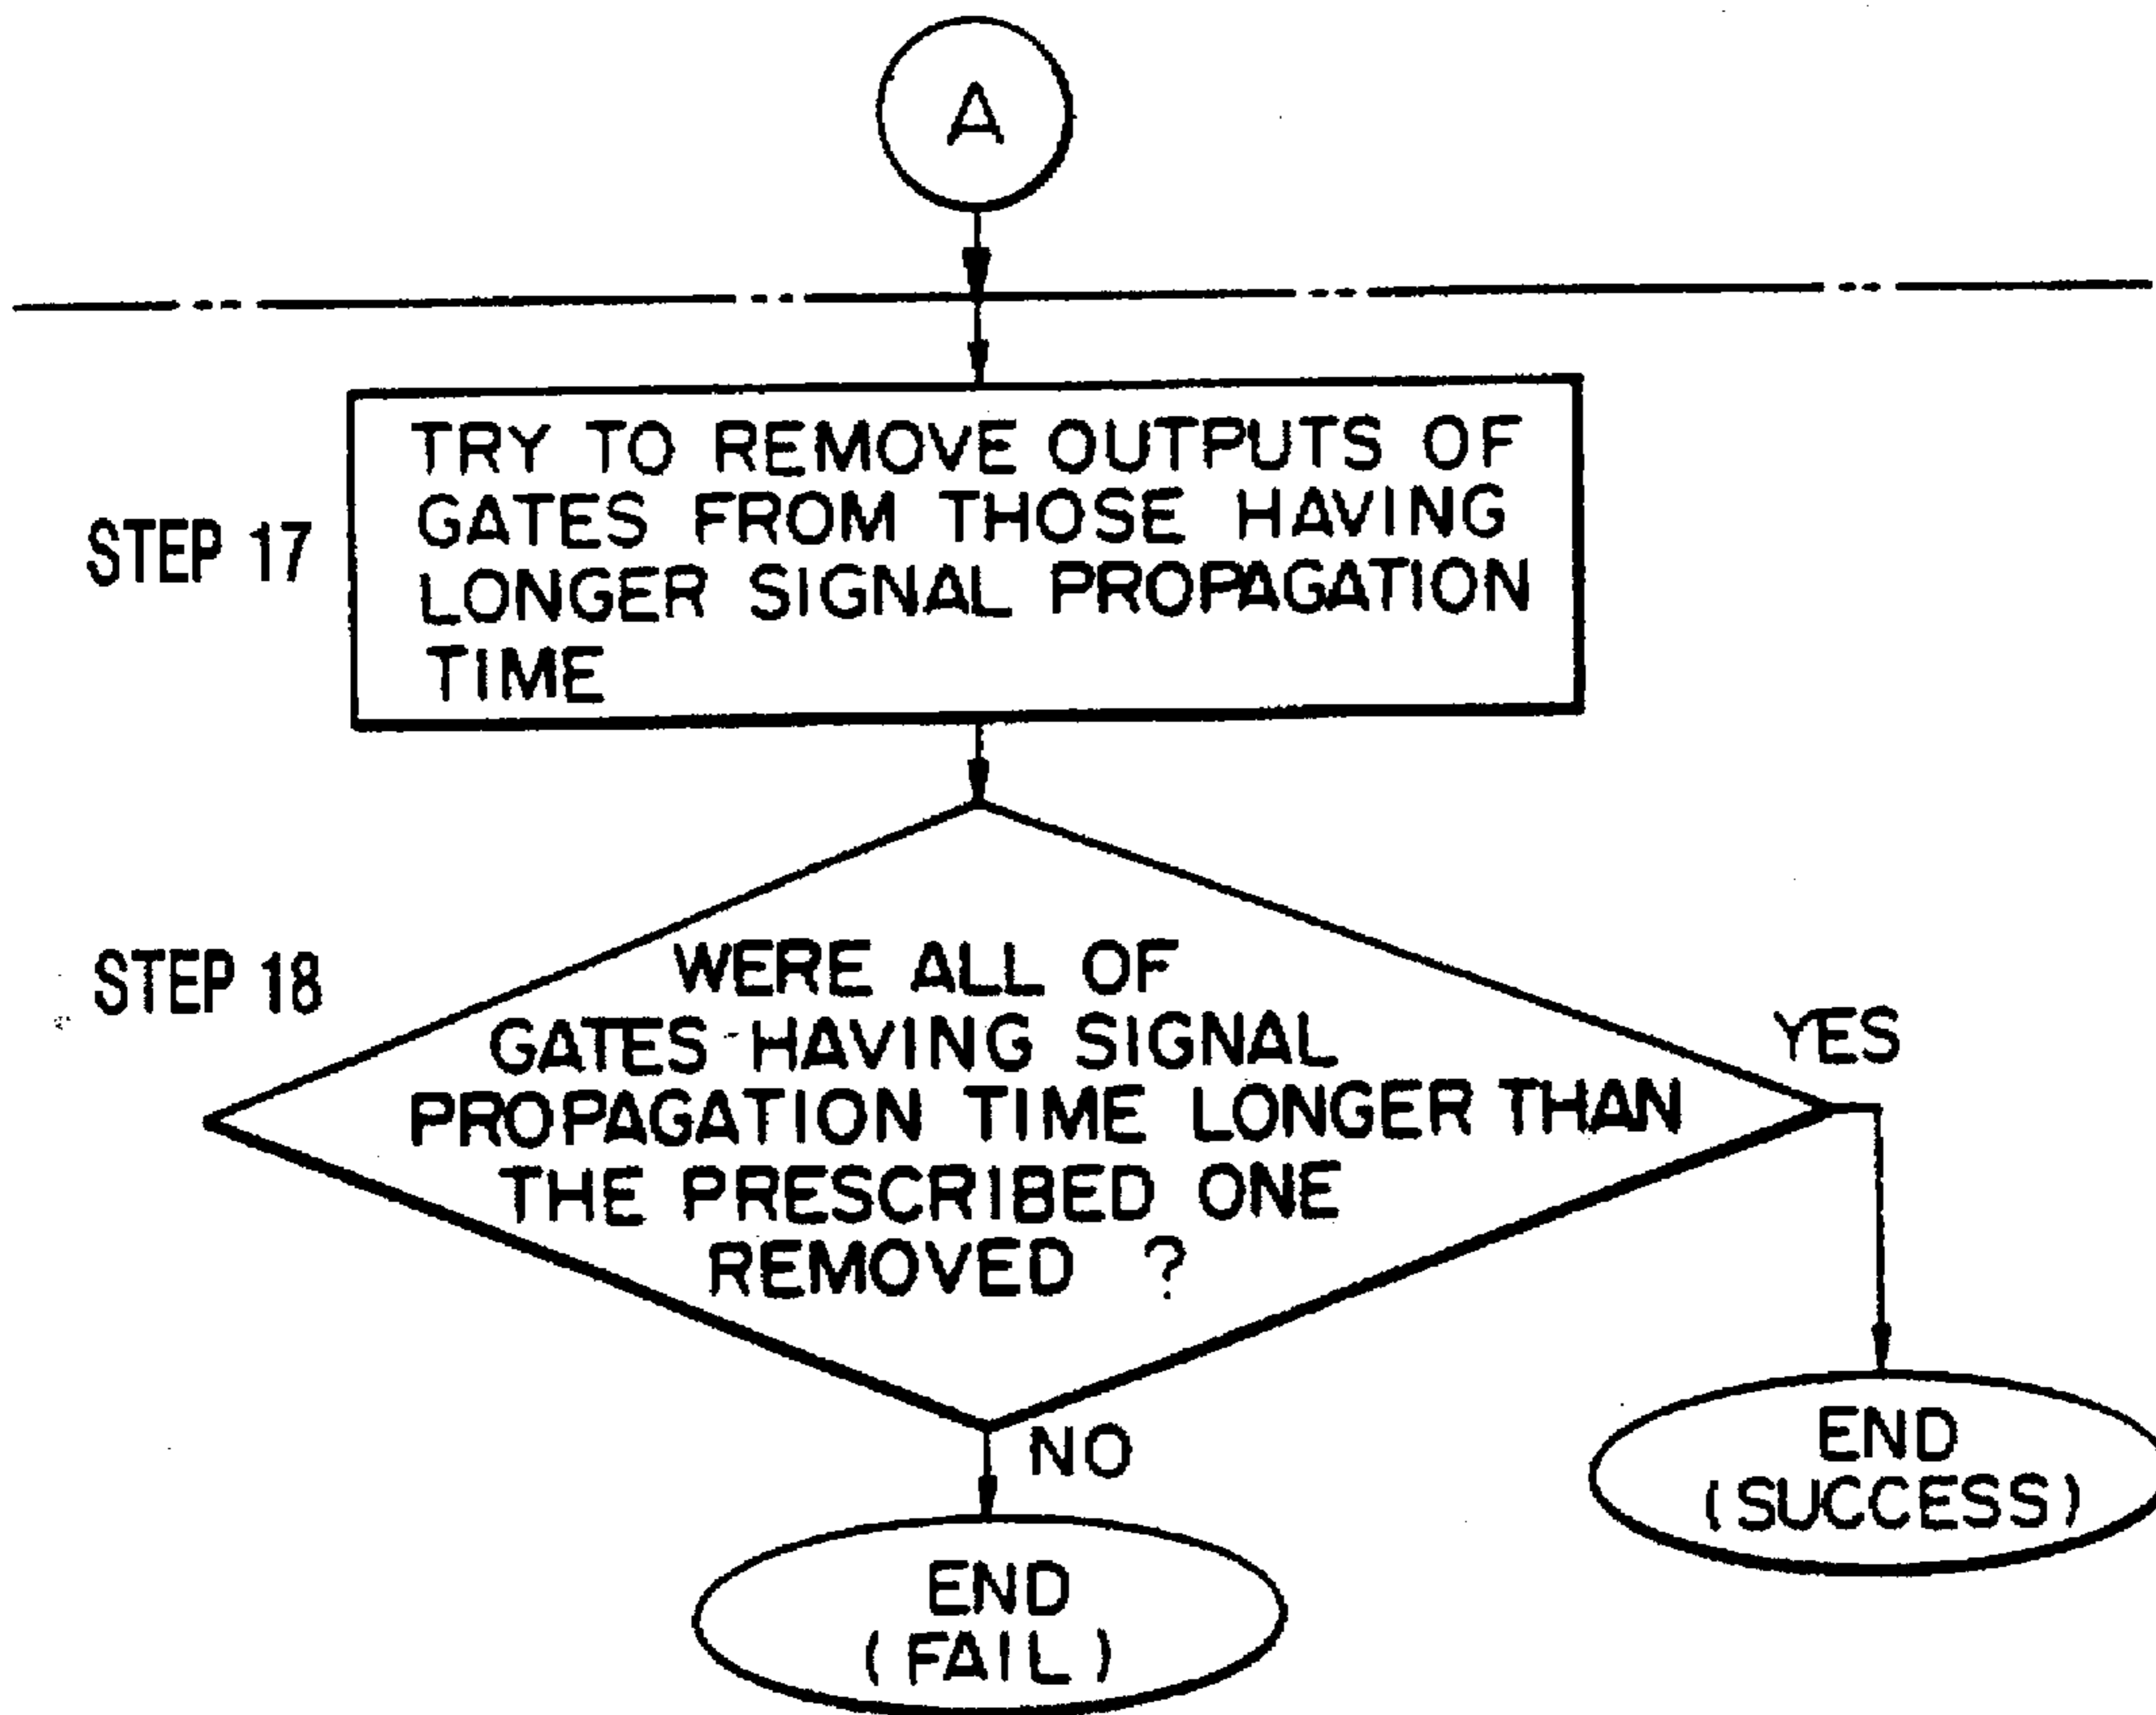 A
STEP 17
TRY TO REMOVE OUTPUTS OF
GATES FROM THOSE HAVING
LONGER SIGNAL PROPAGATION
TIME
STEP 18
WERE ALL OF
GATES HAVING SIGNAL
PROPAGATION TIME LONGER THAN
THE PRESCRIBED ONE
REMOVED ?
YES
NO
END
(SUCCESS)
END
(FAIL)